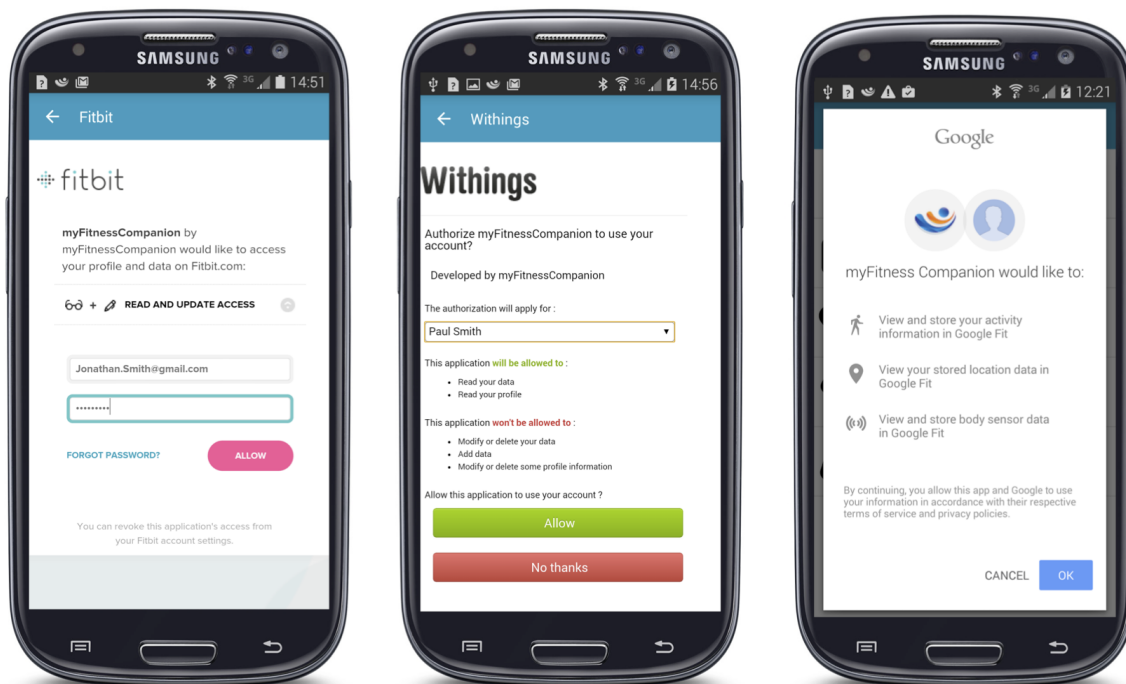 SAMSUNG
3G 14:51
Fitbit
fitbit
myFitnessCompanion by
myFitnessCompanion would like to access
your profile and data on Fitbit.com:
+ READ AND UPDATE ACCESS
Jonathan.Smith@gmail.com
FORGOT PASSWORD?
ALLOW
You can revoke this application's access from
your Fitbit account settings.
SAMSUNG
3G 14:56
Withings
Withings
Authorize myFitnessCompanion to use your
account?
Developed by myFitnessCompanion
The authorization will apply for :
Paul Smith
This application will be allowed to :
• Read your data
• Read your profile
This application won't be allowed to :
• Modify or delete your data
• Add data
• Modify or delete some profile information
Allow this application to use your account ?
Allow
No thanks
SAMSUNG
3G 12:21
Google
myFitness Companion would like to:
View and store your activity
information in Google Fit
View your stored location data in
Google Fit
View and store body sensor data
in Google Fit
By continuing, you allow this app and Google to use
your information in accordance with their respective
terms of service and privacy policies.
CANCEL
OK